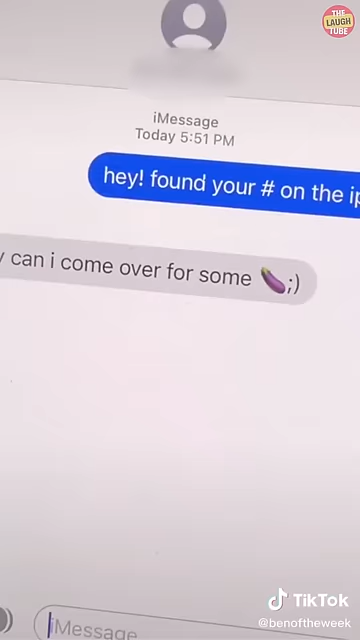 THE
LAUGH
TUBE
iMessage
Today 5:51 PM
hey! found your # on the
can i come over for some 🍆;)
iMessage
TikTok
@benoftheweek